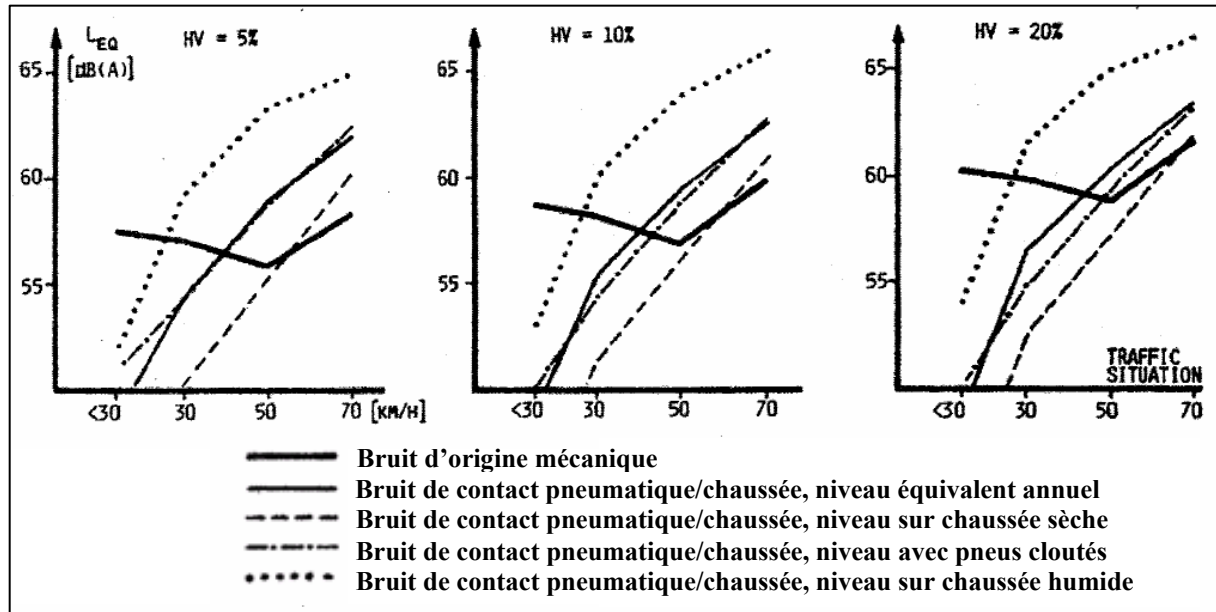 L_EQ HV = 5% HV = 10% HV = 20%
[dB(A)]
65 65 65
60 60 60
55 55 55
TRAFFIC
SITUATION
<30 30 50 70 [KM/H] <30 30 50 70 <30 30 50 70
Bruit d'origine mécanique
Bruit de contact pneumatique/chaussée, niveau équivalent annuel
Bruit de contact pneumatique/chaussée, niveau sur chaussée sèche
Bruit de contact pneumatique/chaussée, niveau avec pneus cloutés
Bruit de contact pneumatique/chaussée, niveau sur chaussée humide